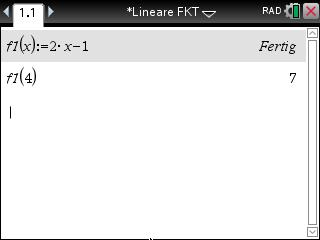 1.1 *Lineare FKT RAD
f1(x):=2·x−1 Fertig
f1(4) 7